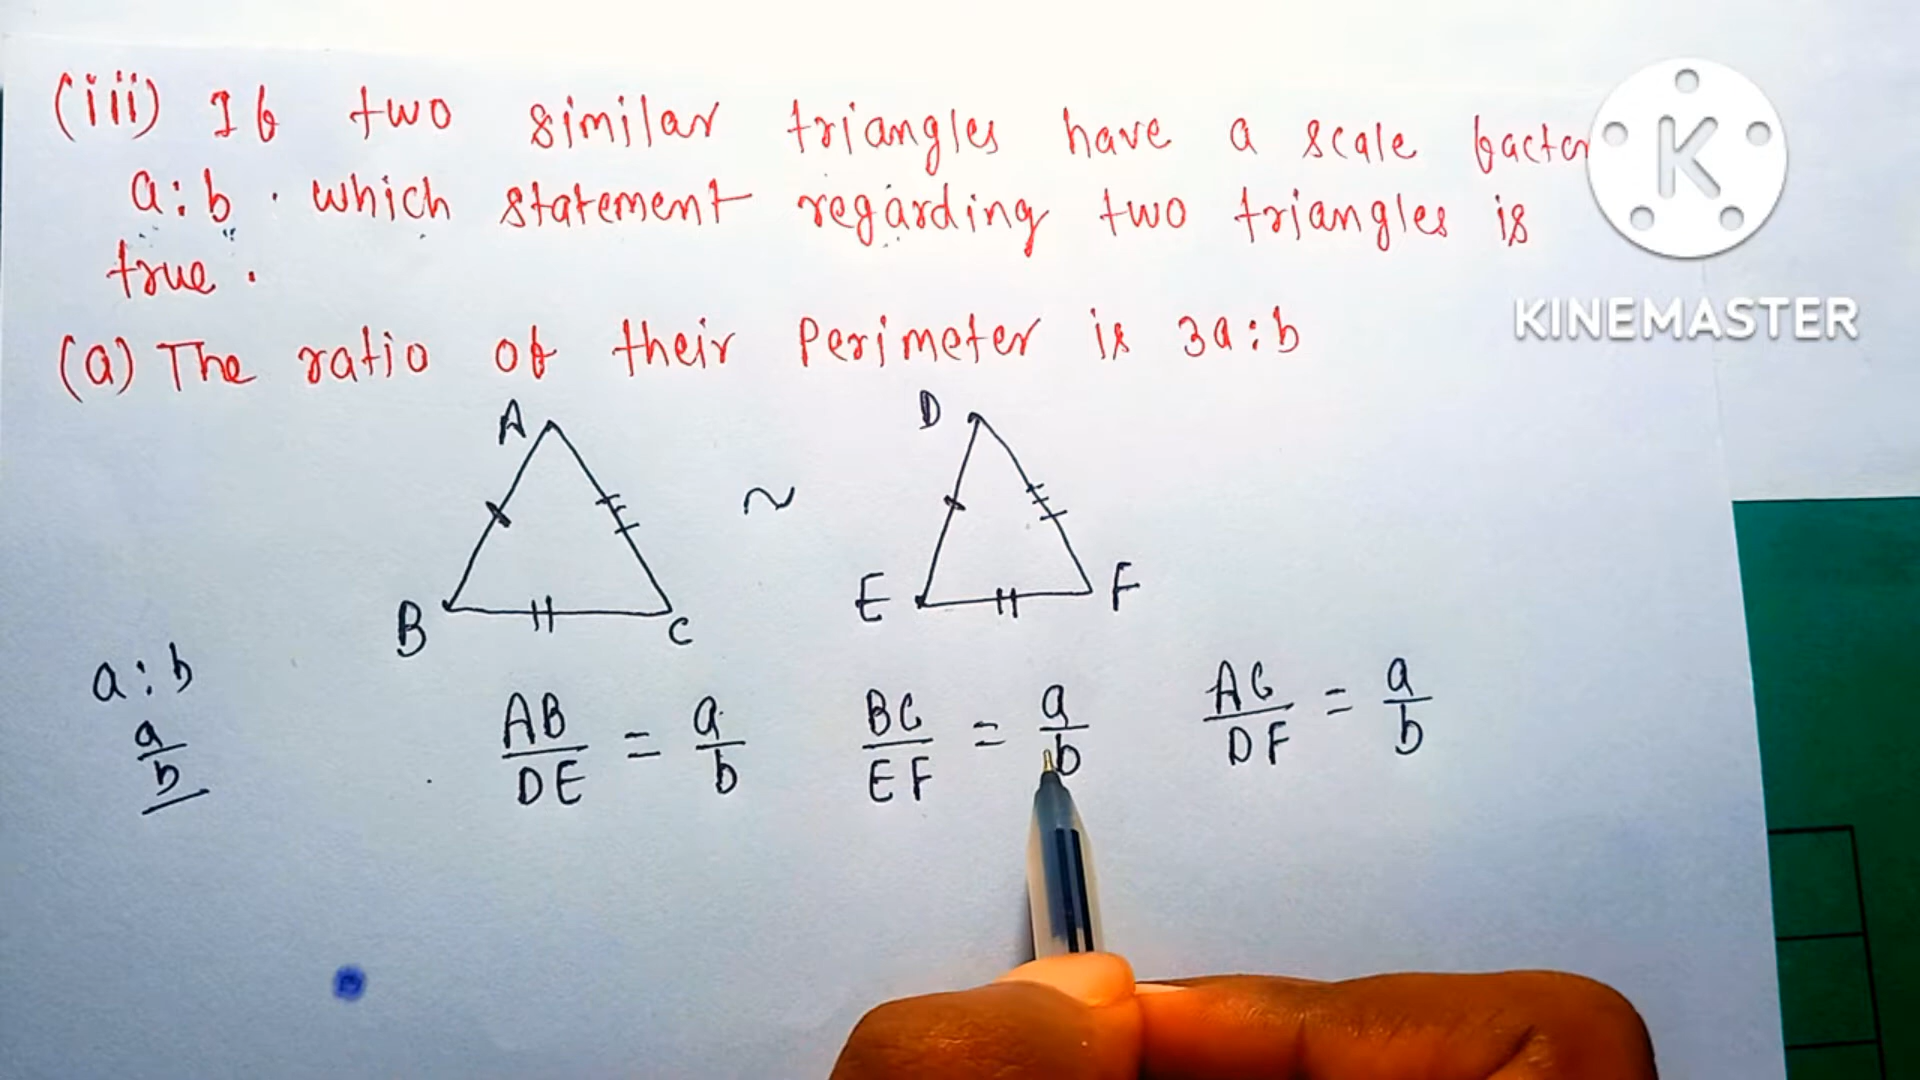 (iii) If two similar triangles have a scale factor
a:b. which statement regarding two triangles is
true.
(a) The ratio of their Perimeter is 3a:b
K
KINEMASTER
A
D
~
B
C
E
F
a:b
a/b
AB/DE = a/b
BC/EF = a/b
AC/DF = a/b